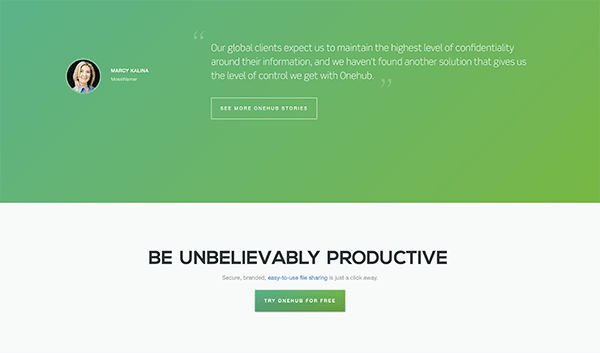 “
Our global clients expect us to maintain the highest level of confidentiality
around their information, and we haven't found another solution that gives us
the level of control we get with Onehub.
”
MARCY KALINA
MossWarner
SEE MORE ONEHUB STORIES
BE UNBELIEVABLY PRODUCTIVE
Secure, branded, easy-to-use file sharing is just a click away.
TRY ONEHUB FOR FREE